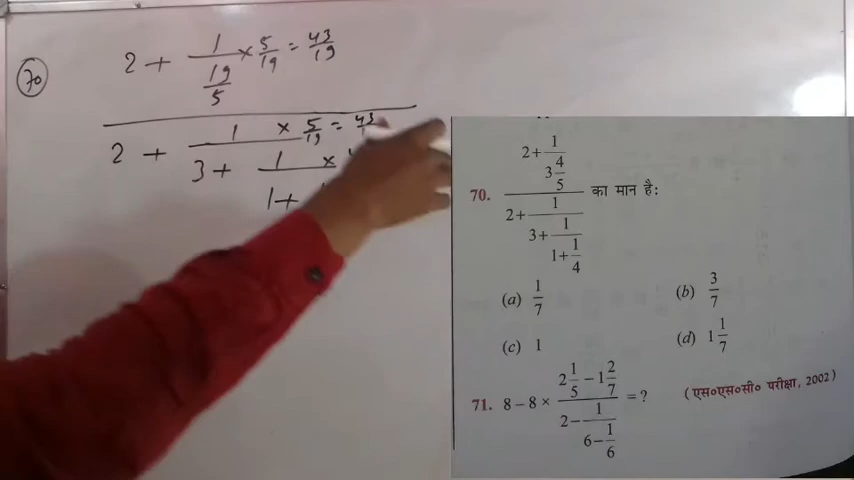 70
2 + 1/(19/5) × 5/19 = 43/19
2 + 1 × 5/19 = 43
3 + 1 ×
1+
70. (2+1/(3 4/5))/(2+1/(3+1/(1+1/4))) का मान है:
(a) 1/7 (b) 3/7
(c) 1 (d) 1 1/7
71. 8 – 8 × (2 1/5 – 1 2/7)/(2 – 1/(6 – 1/6)) = ? (एस०एस०सी० परीक्षा, 2002)